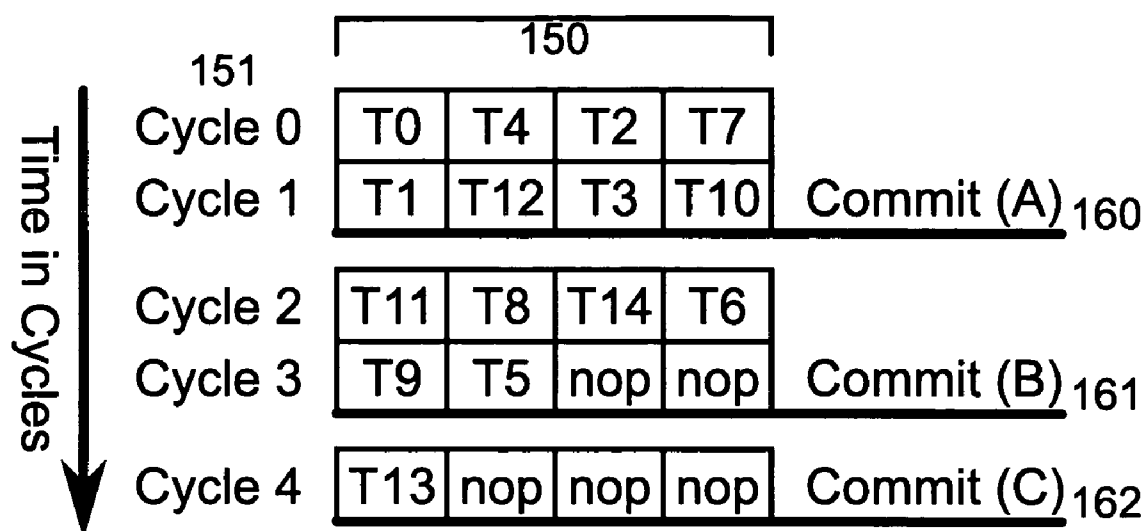 150
151
Time in Cycles
Cycle 0 T0 T4 T2 T7
Cycle 1 T1 T12 T3 T10 Commit (A) 160
Cycle 2 T11 T8 T14 T6
Cycle 3 T9 T5 nop nop Commit (B) 161
Cycle 4 T13 nop nop nop Commit (C) 162